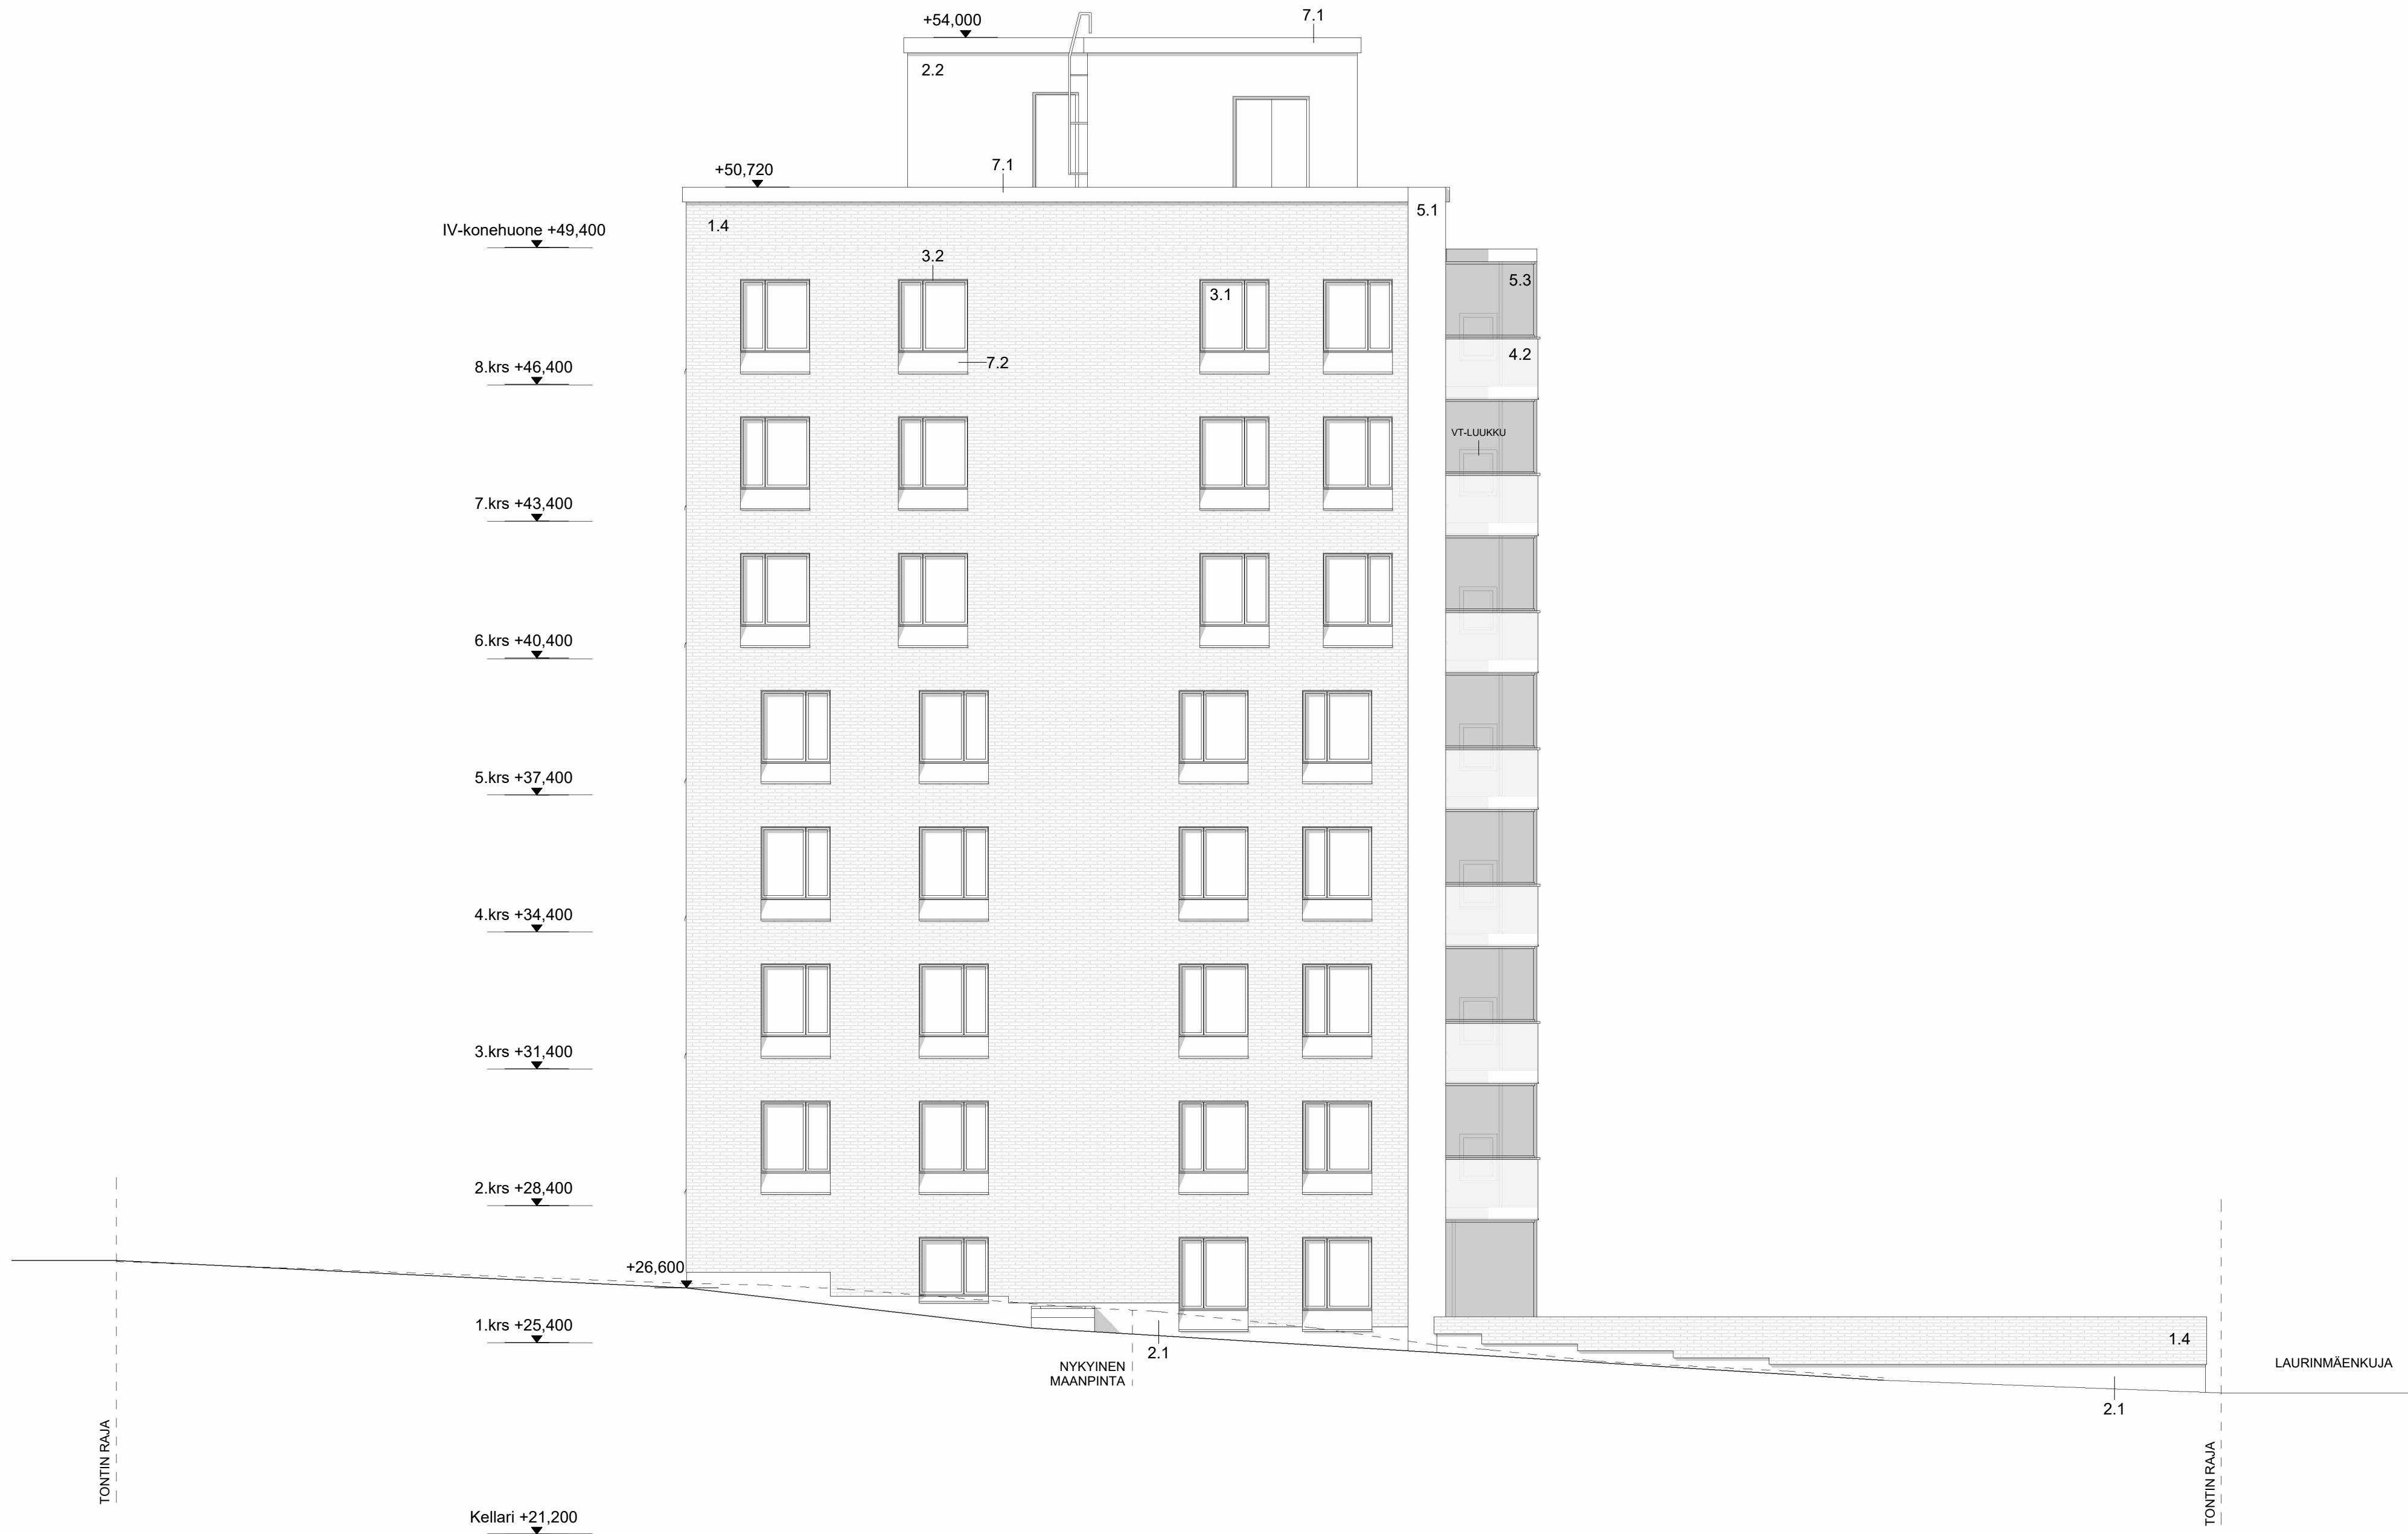 +54,000
7.1
2.2
+50,720
7.1
5.1
1.4
IV-konehuone +49,400
3.2
5.3
3.1
4.2
7.2
8.krs +46,400
VT-LUUKKU
7.krs +43,400
6.krs +40,400
5.krs +37,400
4.krs +34,400
3.krs +31,400
2.krs +28,400
+26,600
1.krs +25,400
1.4
2.1
NYKYINEN
MAANPINTA
LAURINMÄENKUJA
2.1
TONTIN RAJA
TONTIN RAJA
Kellari +21,200